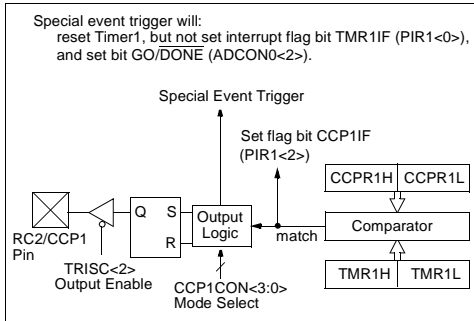 Special event trigger will:
reset Timer1, but not set interrupt flag bit TMR1IF (PIR1<0>),
and set bit GO/DONE (ADCON0<2>).
Special Event Trigger
Set flag bit CCP1IF
(PIR1<2>)
CCPR1H CCPR1L
Q S Output
Logic
R
match
Comparator
RC2/CCP1
Pin
TRISC<2>
Output Enable
CCP1CON<3:0>
Mode Select
TMR1H TMR1L